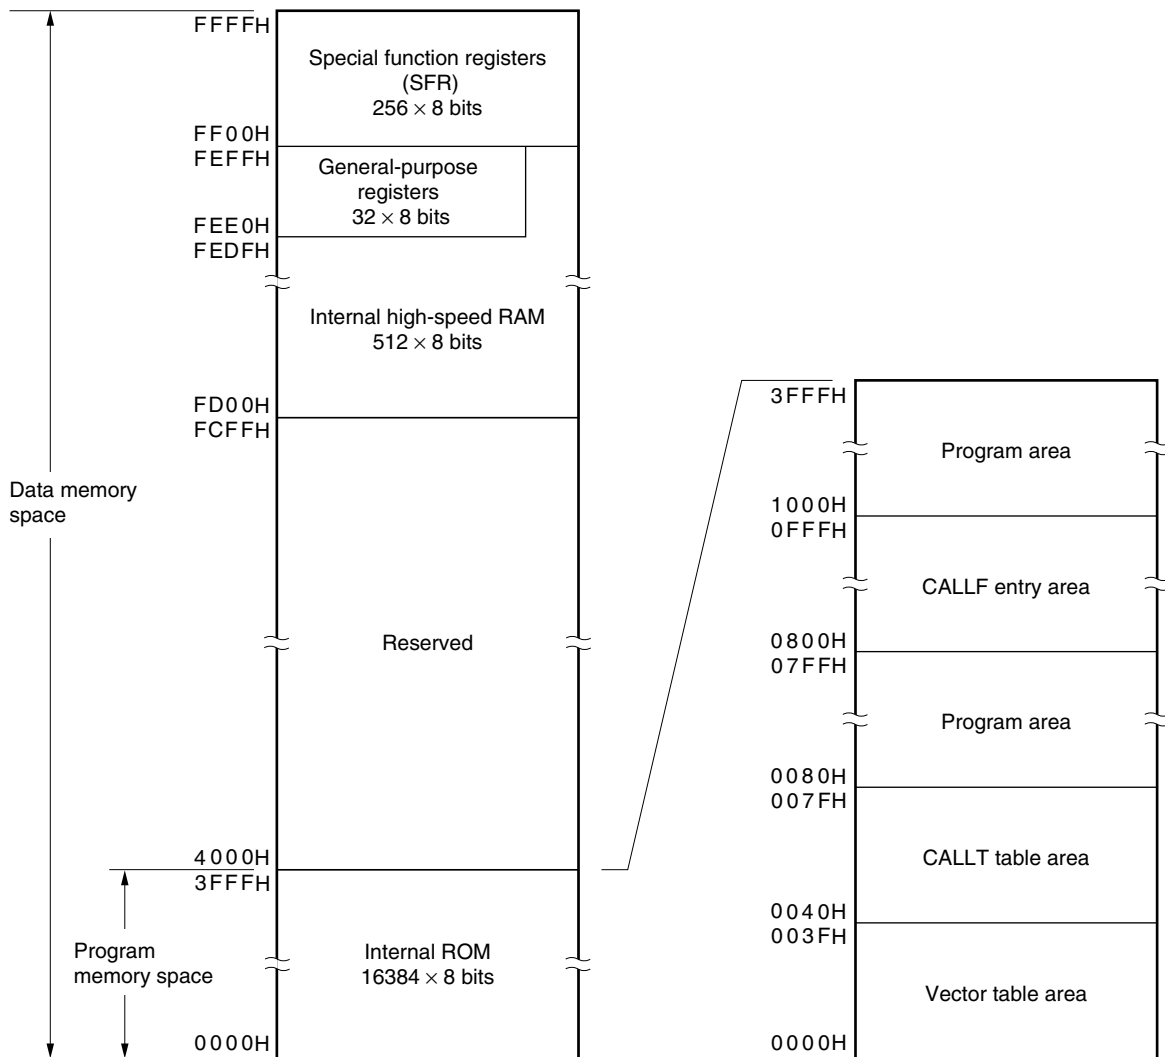 FFFFH
Special function registers
(SFR)
256 × 8 bits
FF00H
FEFFH
General-purpose
registers
32 × 8 bits
FEE0H
FEDFH
Internal high-speed RAM
512 × 8 bits
FD00H
FCFFH
Data memory
space
Reserved
4000H
3FFFH
Program
memory space
Internal ROM
16384 × 8 bits
0000H
3FFFH
Program area
1000H
0FFFH
CALLF entry area
0800H
07FFH
Program area
0080H
007FH
CALLT table area
0040H
003FH
Vector table area
0000H